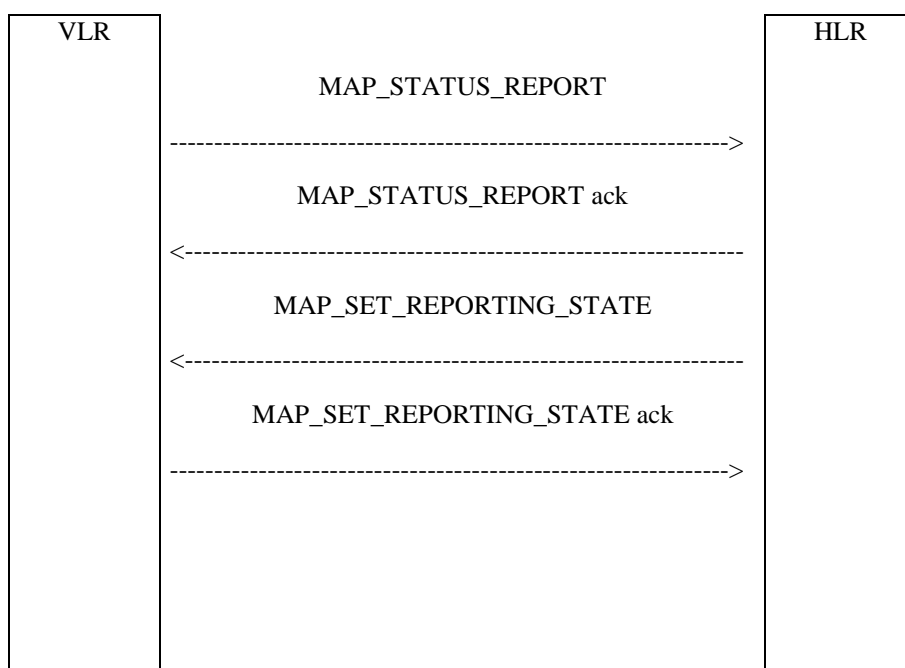 VLR HLR
MAP_STATUS_REPORT
-------------------------------------------------------------->
MAP_STATUS_REPORT ack
<--------------------------------------------------------------
MAP_SET_REPORTING_STATE
<--------------------------------------------------------------
MAP_SET_REPORTING_STATE ack
-------------------------------------------------------------->